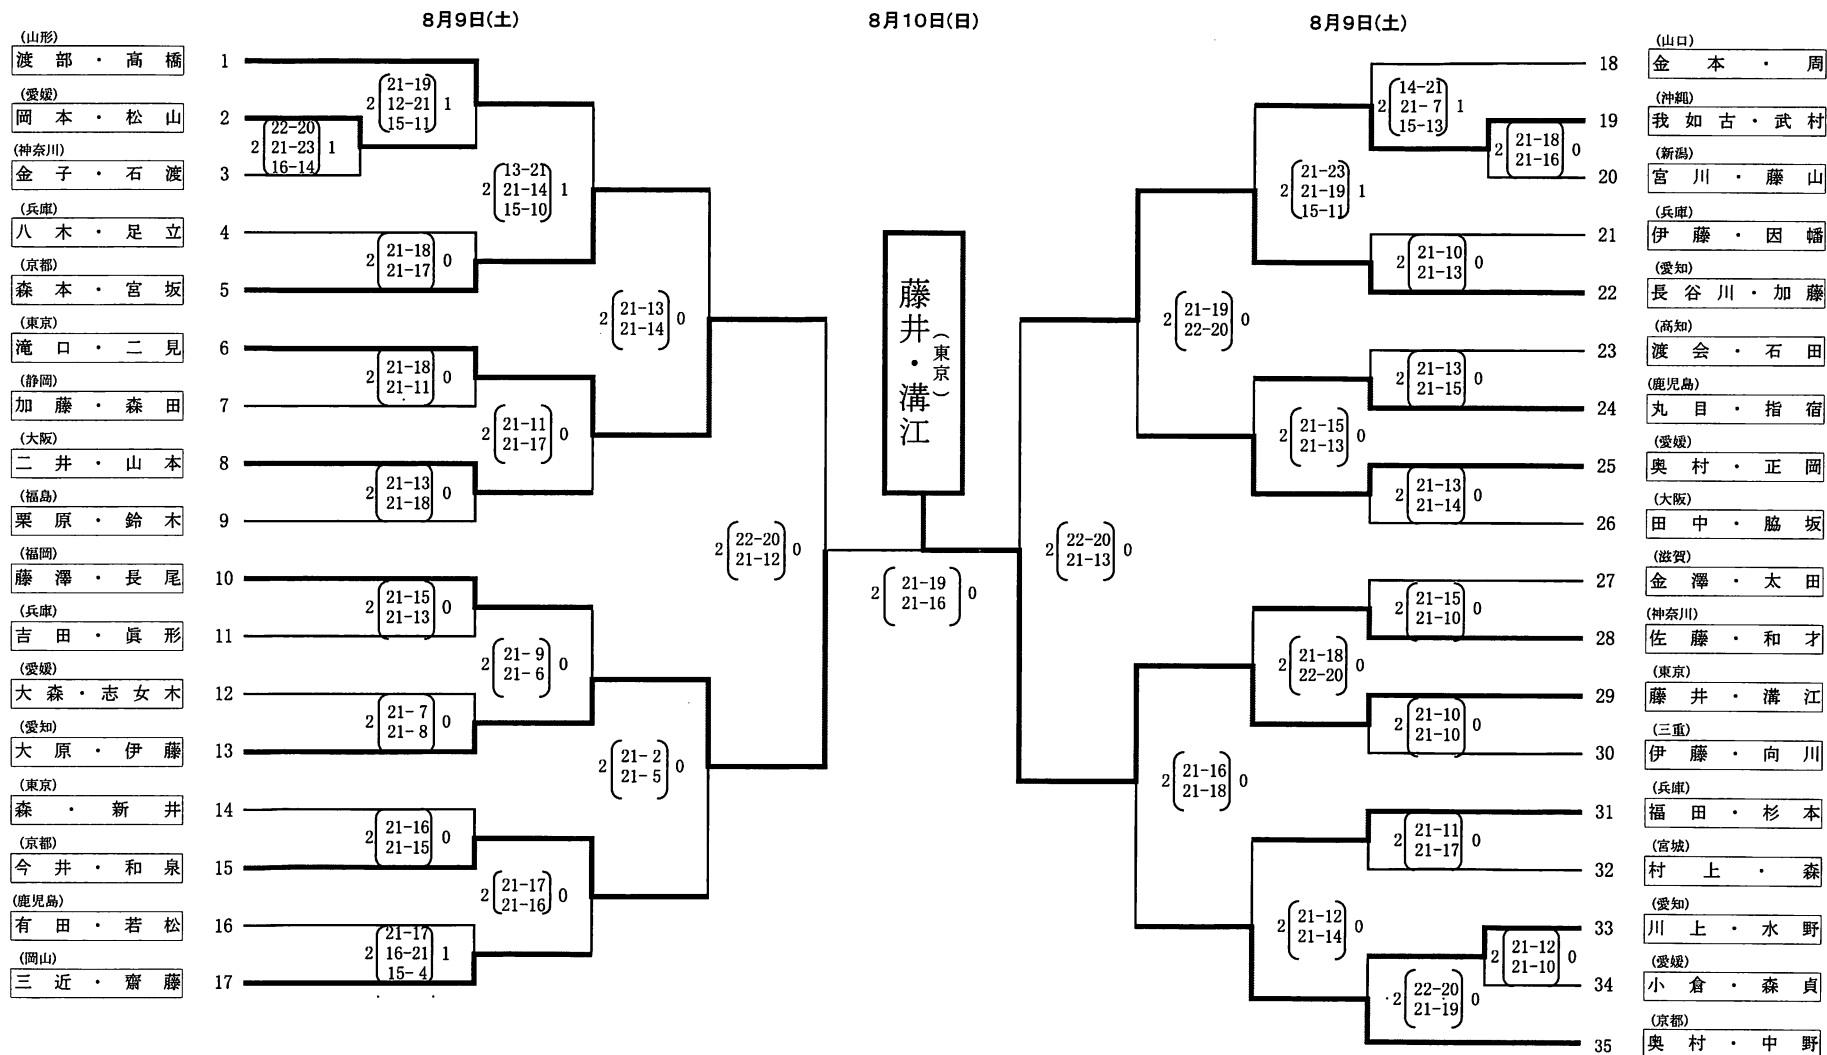 8月9日(土)
8月10日(日)
8月9日(土)
(山形)
渡部・高橋 1
(愛媛)
岡本・松山 2
(神奈川)
金子・石渡 3
(兵庫)
八木・足立 4
(京都)
森本・宮坂 5
(東京)
滝口・二見 6
(静岡)
加藤・森田 7
(大阪)
二井・山本 8
(福島)
栗原・鈴木 9
(福岡)
藤澤・長尾 10
(兵庫)
吉田・眞形 11
(愛媛)
大森・志女木 12
(愛知)
大原・伊藤 13
(東京)
森・新井 14
(京都)
今井・和泉 15
(鹿児島)
有田・若松 16
(岡山)
三近・齋藤 17
21-19
2 12-21 1
15-11
22-20
2 21-23 1
16-14
13-21
2 21-14 1
15-10
2 21-18 0
21-17
2 21-13 0
21-14
2 21-18 0
21-11
2 21-11 0
21-17
2 21-13 0
21-18
2 22-20 0
21-12
2 21-15 0
21-13
2 21-9 0
21-6
2 21-7 0
21-8
2 21-2 0
21-5
2 21-16 0
21-15
2 21-17 0
21-16
21-17
2 16-21 1
15-4
藤井・溝江
(東京)
2 21-19 0
21-16
14-21
2 21-7 1
15-13
2 21-18 0
21-16
21-23
2 21-19 1
15-11
2 21-10 0
21-13
2 21-19 0
22-20
2 21-13 0
21-15
2 21-15 0
21-13
2 21-13 0
21-14
2 22-20 0
21-13
2 21-15 0
21-10
2 21-18 0
22-20
2 21-10 0
21-10
2 21-16 0
21-18
2 21-11 0
21-17
2 21-12 0
21-14
2 21-12 0
21-10
2 22-20 0
21-19
(山口)
18 金本・周
(沖縄)
19 我如古・武村
(新潟)
20 宮川・藤山
(兵庫)
21 伊藤・因幡
(愛知)
22 長谷川・加藤
(高知)
23 渡会・石田
(鹿児島)
24 丸目・指宿
(愛媛)
25 奥村・正岡
(大阪)
26 田中・脇坂
(滋賀)
27 金澤・太田
(神奈川)
28 佐藤・和才
(東京)
29 藤井・溝江
(三重)
30 伊藤・向川
(兵庫)
31 福田・杉本
(宮城)
32 村上・森
(愛知)
33 川上・水野
(愛媛)
34 小倉・森貞
(京都)
35 奥村・中野